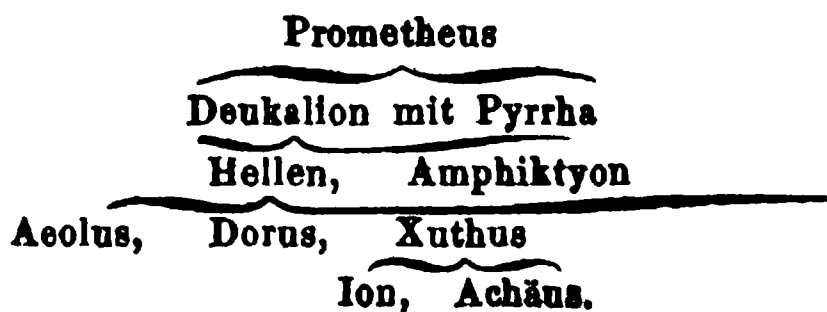 Prometheus
Deukalion mit Pyrrha
Hellen, Amphiktyon
Aeolus, Dorus, Xuthus
Ion, Achäus.